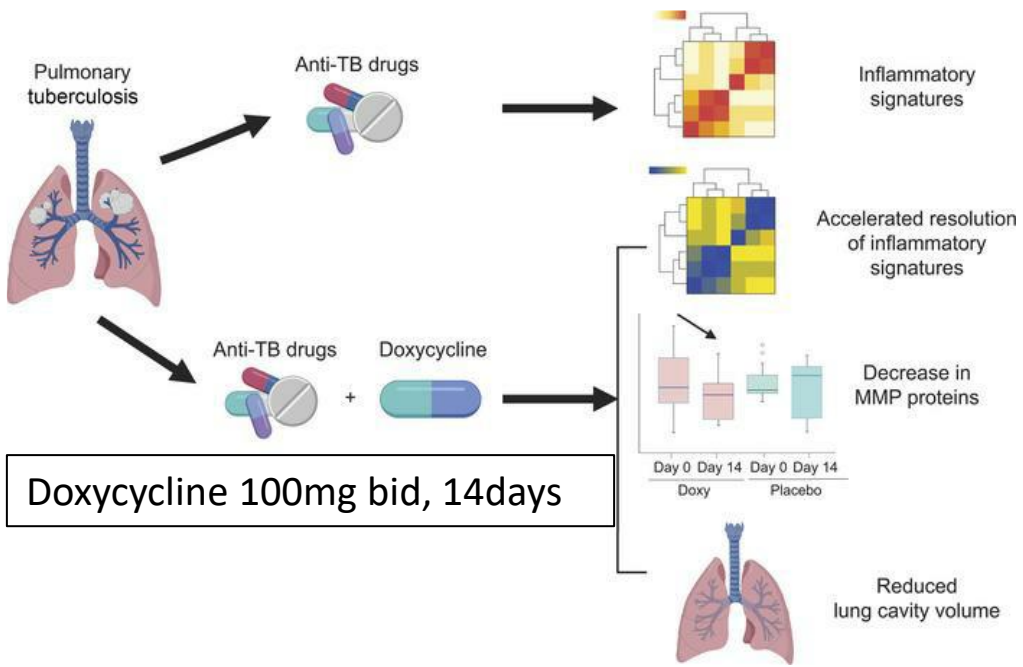 Pulmonary
tuberculosis
Anti-TB drugs
Inflammatory
signatures
Accelerated resolution
of inflammatory
signatures
Anti-TB drugs
+
Doxycycline
Decrease in
MMP proteins
Day 0 Day 14 Day 0 Day 14
Doxy Placebo
Doxycycline 100mg bid, 14days
Reduced
lung cavity volume